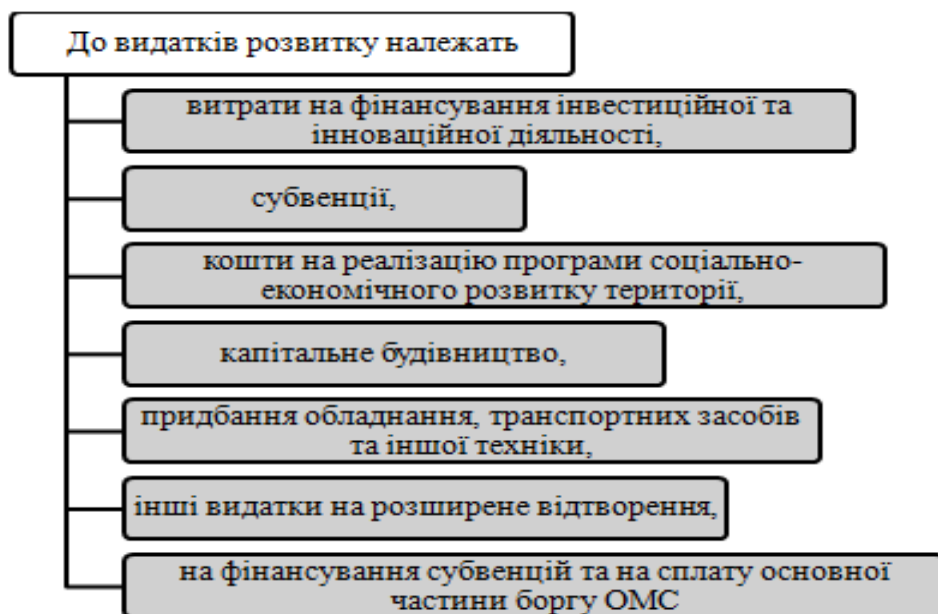 До видатків розвитку належать
витрати на фінансування інвестиційної та
інноваційної діяльності,
субвенції,
кошти на реалізацію програми соціально-
економічного розвитку території,
капітальне будівництво,
придбання обладнання, транспортних засобів
та іншої техніки,
інші видатки на розширене відтворення,
на фінансування субвенцій та на сплату основної
частини боргу ОМС